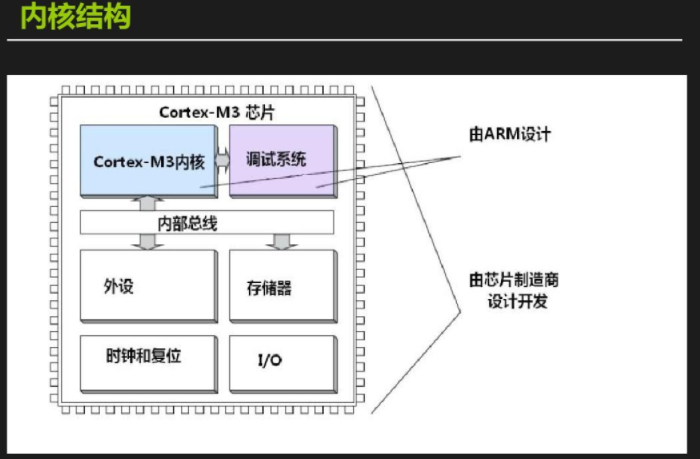 内核结构
Cortex-M3 芯片
Cortex-M3内核
调试系统
由ARM设计
内部总线
外设
存储器
由芯片制造商
设计开发
时钟和复位
I/O